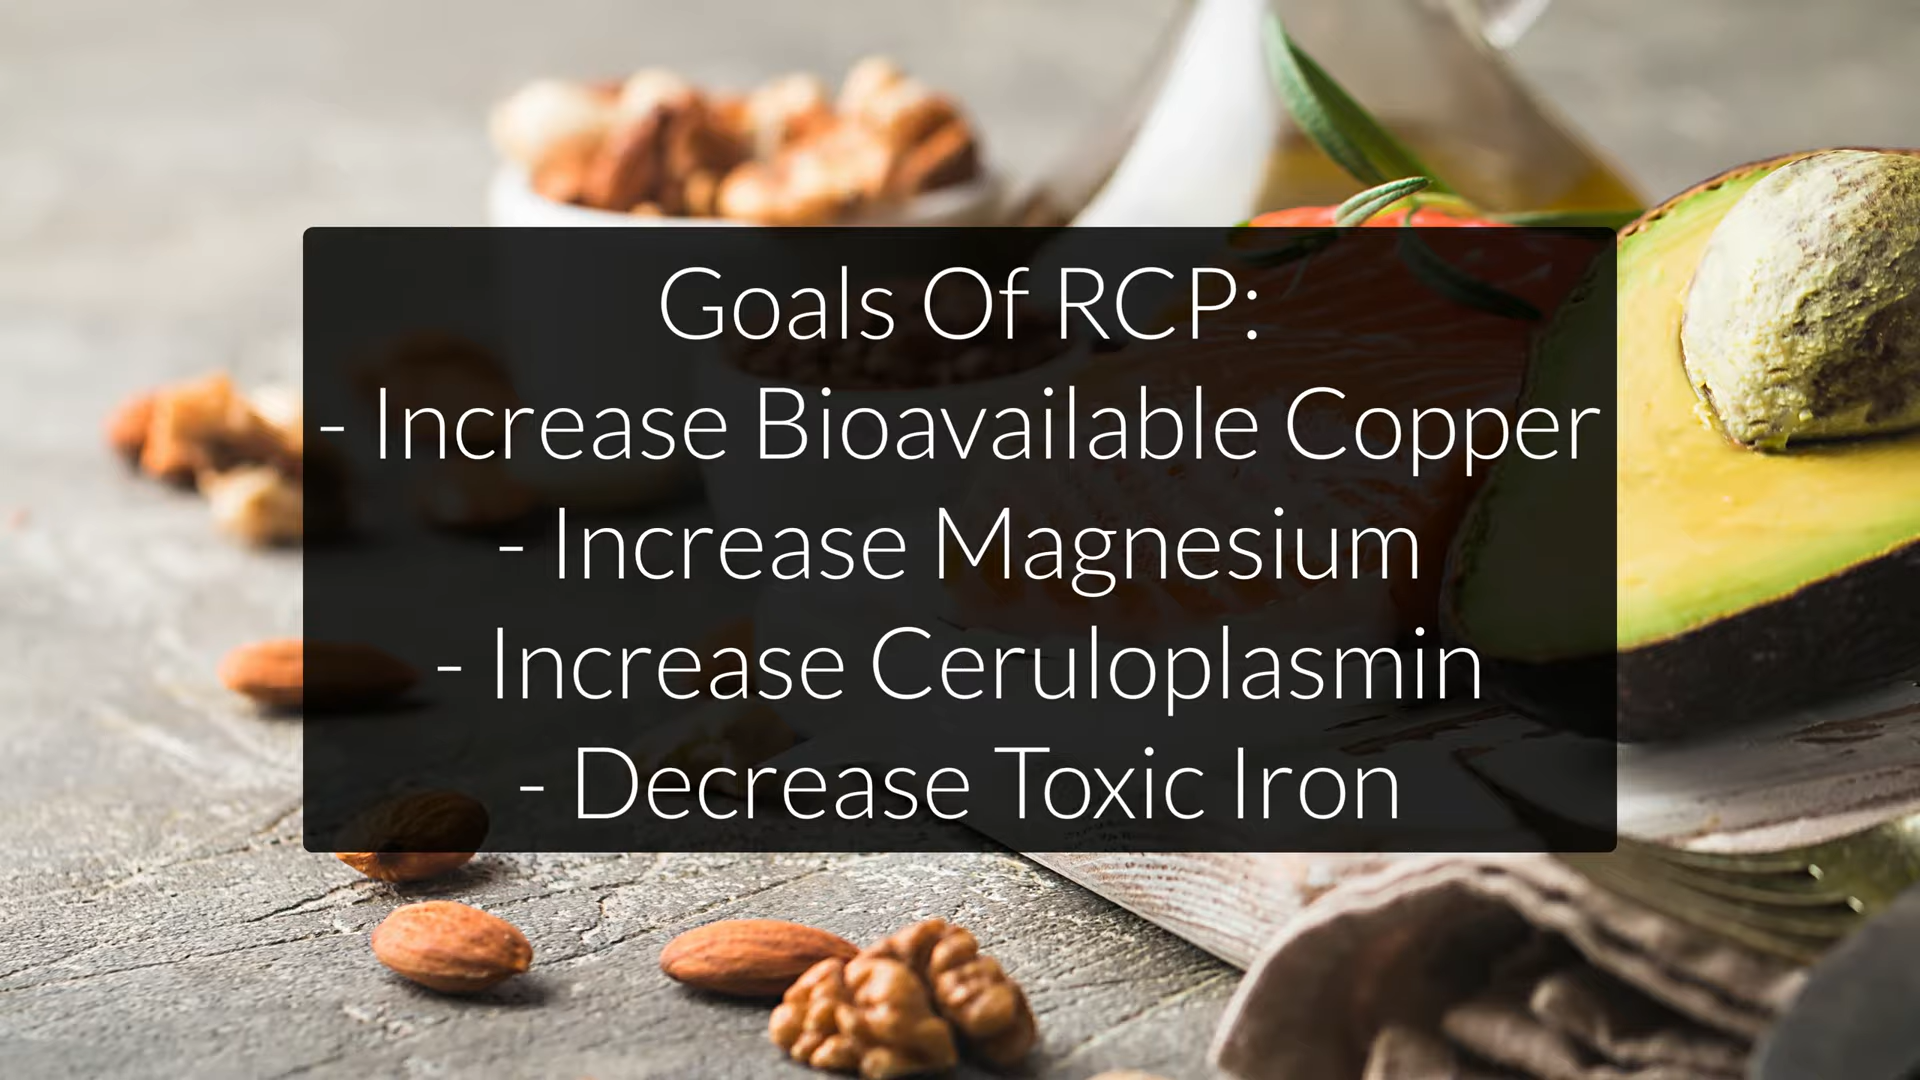 Goals Of RCP:
- Increase Bioavailable Copper
- Increase Magnesium
- Increase Ceruloplasmin
- Decrease Toxic Iron